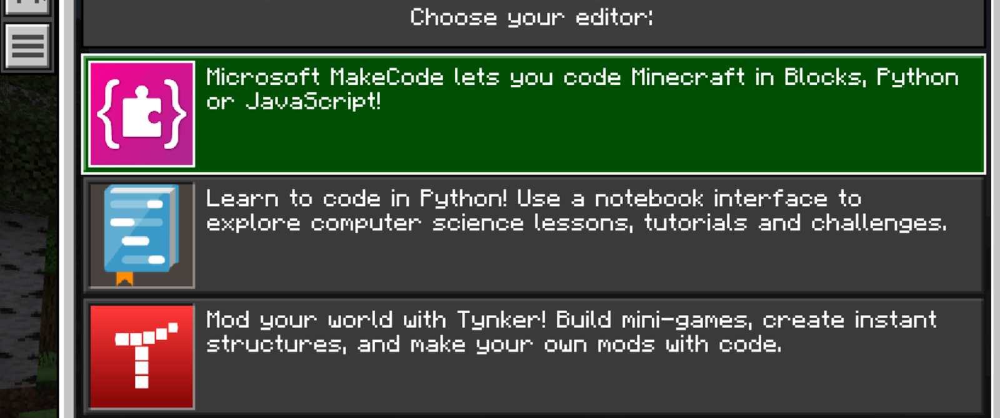 Choose your editor:
Microsoft MakeCode lets you code Minecraft in Blocks, Python
or JavaScript!
Learn to code in Python! Use a notebook interface to
explore computer science lessons, tutorials and challenges.
Mod your world with Tynker! Build mini-games, create instant
structures, and make your own mods with code.